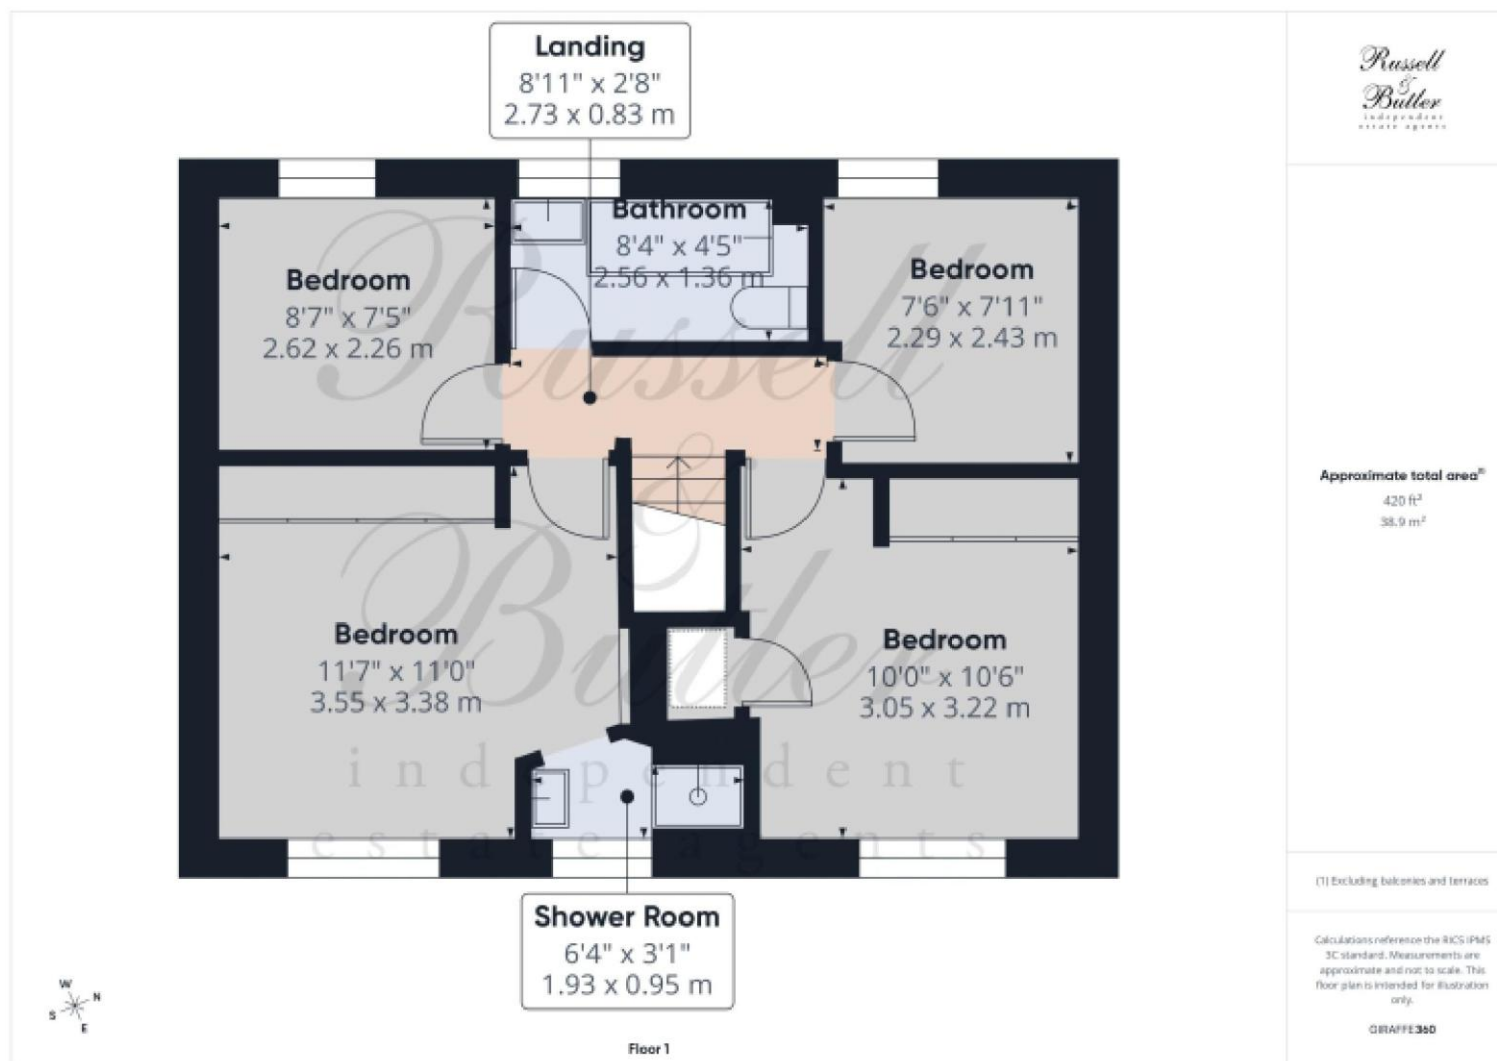 Landing
8'11" x 2'8"
2.73 x 0.83 m
Russell
&
Butler
independent
estate agents
Bathroom
8'4" x 4'5"
2.56 x 1.36 m
Bedroom
8'7" x 7'5"
2.62 x 2.26 m
Bedroom
7'6" x 7'11"
2.29 x 2.43 m
Russell
&
Butler
independent
estate agents
Bedroom
11'7" x 11'0"
3.55 x 3.38 m
Bedroom
10'0" x 10'6"
3.05 x 3.22 m
Shower Room
6'4" x 3'1"
1.93 x 0.95 m
Approximate total area⁽¹⁾
420 ft²
38.9 m²
(1) Excluding balconies and terraces
Calculations reference the RICS IPMS
3C standard. Measurements are
approximate and not to scale. This
floor plan is intended for illustration
only.
GIRAFFE360
W
N
S
E
Floor 1